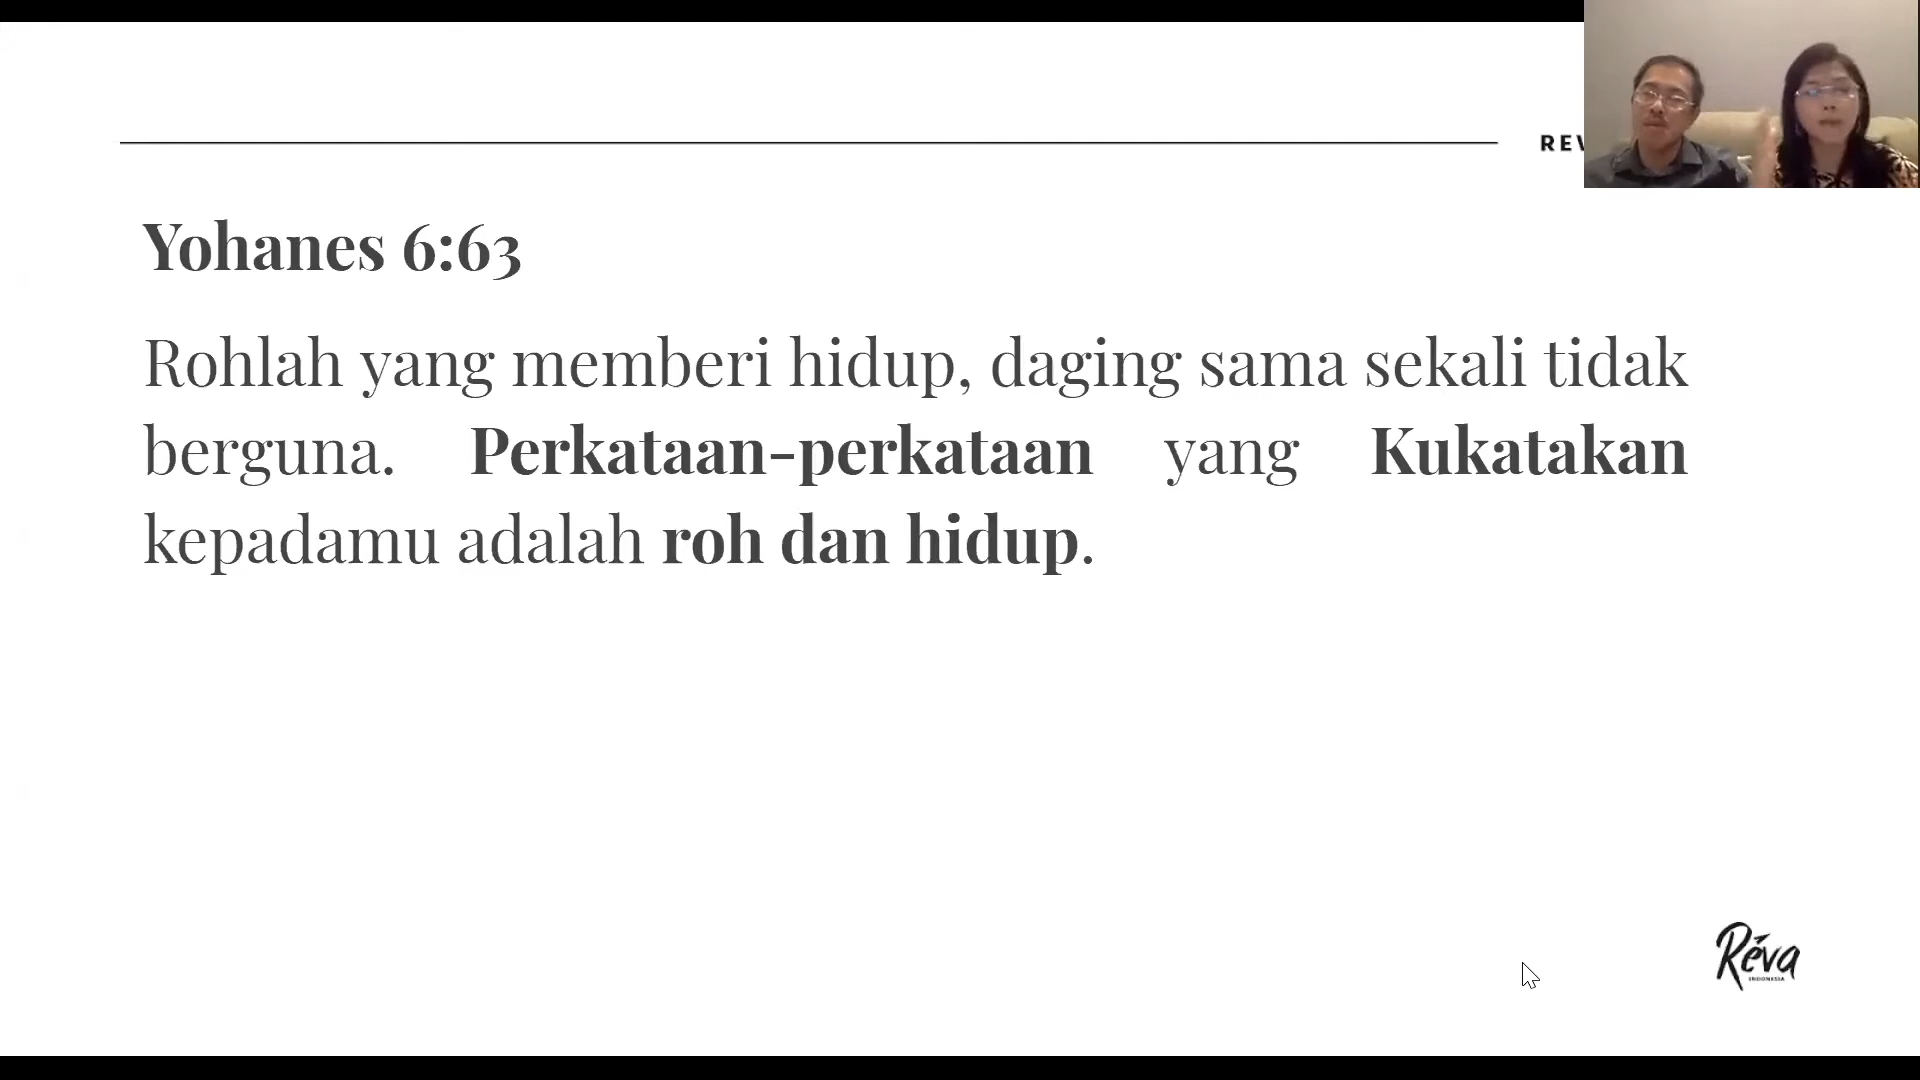 Yohanes 6:63
Rohlah yang memberi hidup, daging sama sekali tidak
berguna. Perkataan-perkataan yang Kukatakan
kepadamu adalah roh dan hidup.
Réva
INDONESIA